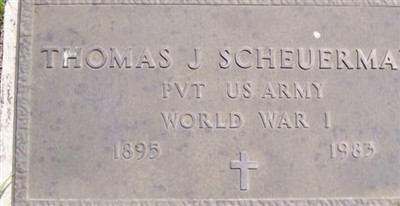 THOMAS J SCHEUERMA
PVT US ARMY
WORLD WAR I
1895 1983